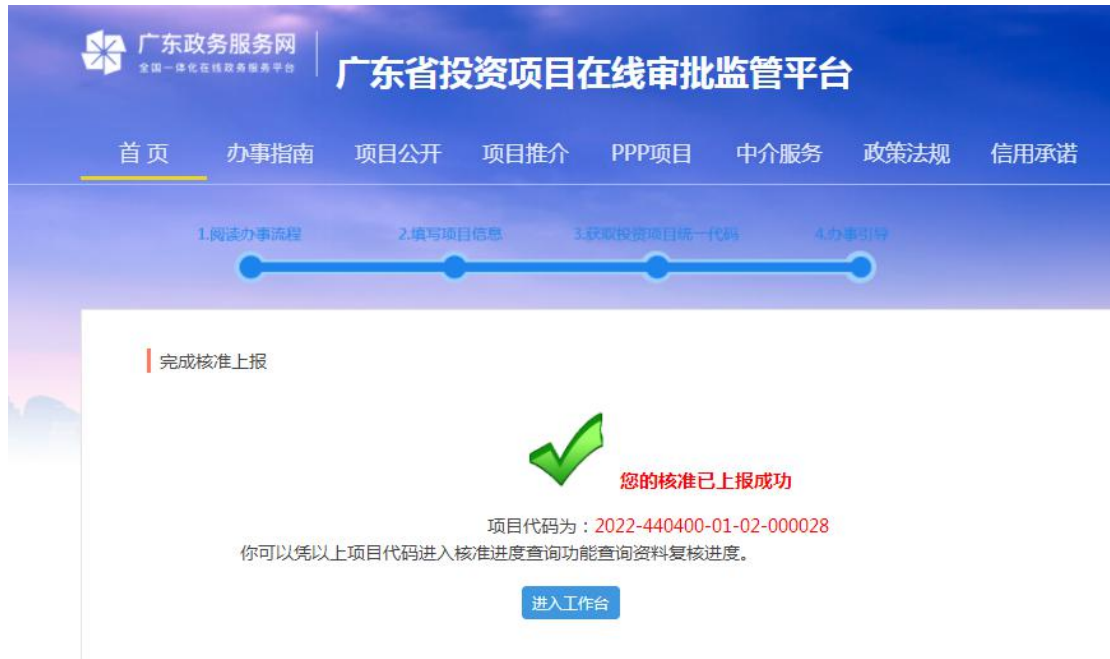 广东政务服务网
全国一体化在线政务服务平台
广东省投资项目在线审批监管平台
首页 办事指南 项目公开 项目推介 PPP项目 中介服务 政策法规 信用承诺
1.阅读办事流程 2.填写项目信息 3.获取投资项目统一代码 4.办事引导
完成核准上报
您的核准已上报成功
项目代码为：2022-440400-01-02-000028
你可以凭以上项目代码进入核准进度查询功能查询资料复核进度。
进入工作台